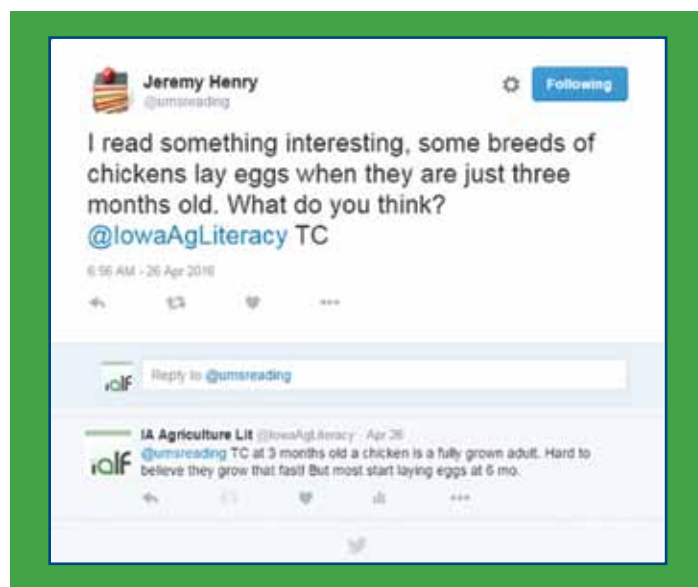 Jeremy Henry
@umsreading
Following
I read something interesting, some breeds of
chickens lay eggs when they are just three
months old. What do you think?
@IowaAgLiteracy TC
6:56 AM - 26 Apr 2016
ialf
Reply to @umsreading
IA Agriculture Lit @IowaAgLiteracy · Apr 26
ialf
@umsreading TC at 3 months old a chicken is a fully grown adult. Hard to
believe they grow that fast! But most start laying eggs at 6 mo.